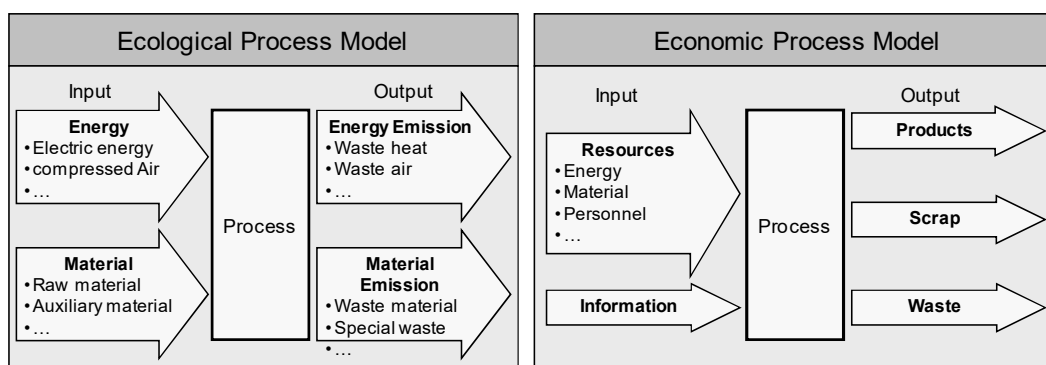 Ecological Process Model
Input
Output
Energy
• Electric energy
• compressed Air
• …
Material
• Raw material
• Auxiliary material
• …
Process
Energy Emission
• Waste heat
• Waste air
• …
Material
Emission
• Waste material
• Special waste
• …
Economic Process Model
Input
Output
Resources
• Energy
• Material
• Personnel
• …
Information
Process
Products
Scrap
Waste